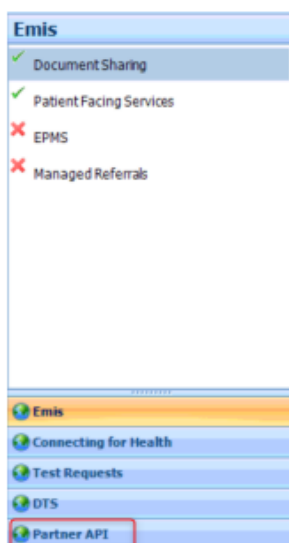 Emis
Document Sharing
Patient Facing Services
EPMS
Managed Referrals
Emis
Connecting for Health
Test Requests
DTS
Partner API